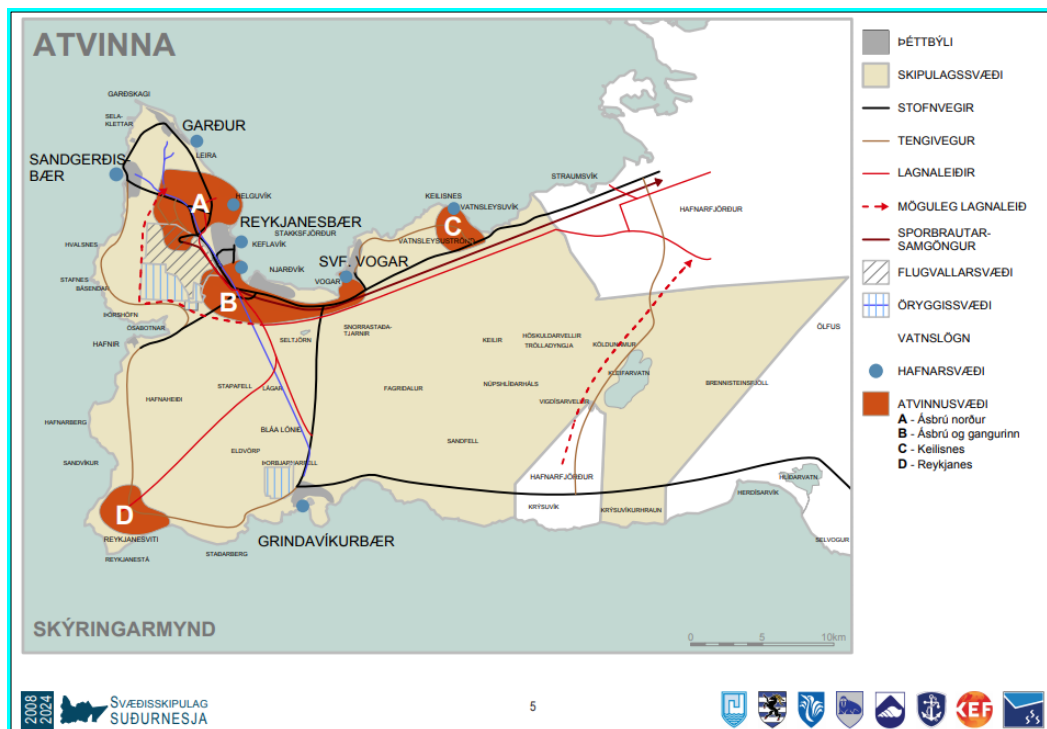 ATVINNA
GARÐSKAGI
SELA-
KLETTAR
GARÐUR
LEIRA
SANDGERÐIS-
BÆR
A
HELGUVÍK
REYKJANESBÆR
STAKKSFJÖRÐUR
KEFLAVÍK
NJARÐVÍK
HVALSNES
STAFNES
BÁSENDAR
ÞÓRSHÖFN
ÓSABOTNAR
HAFNIR
B
SVF. VOGAR
VOGAR
KEILISNES
VATNSLEYSUVÍK
C
VATNSLEYSUSTRÖND
STRAUMSVÍK
HAFNARFJÖRÐUR
SNORRASTAÐA-
TJARNIR
SELTJÖRN
KEILIR
HÖSKULDARVELLIR
TRÖLLADYNGJA
KÖLDUNÁMUR
KLEIFARVATN
ÖLFUS
STAPAFELL
LÁGAR
FAGRIDALUR
NÚPSHLÍÐARHÁLS
BRENNISTEINSFJÖLL
VIGDÍSARVELLIR
HAFNAHEIÐI
HAFNARBERG
BLÁA LÓNIÐ
SANDFELL
ELDVÖRP
ÞORBJARNARFELL
SANDVÍKUR
HAFNARFJÖRÐUR
HLÍÐARVATN
HERDÍSARVÍK
D
REYKJANESVITI
REYKJANESTÁ
STAÐARBERG
GRINDAVÍKURBÆR
KRÝSUVÍK
KRÝSUVÍKURHRAUN
SELVOGUR
SKÝRINGARMYND
0 5 10km
ÞÉTTBÝLI
SKIPULAGSSVÆÐI
STOFNVEGIR
TENGIVEGUR
LAGNALEIÐIR
MÖGULEG LAGNALEIÐ
SPORBRAUTAR-
SAMGÖNGUR
FLUGVALLARSVÆÐI
ÖRYGGISSVÆÐI
VATNSLÖGN
HAFNARSVÆÐI
ATVINNUSVÆÐI
A - Ásbrú norður
B - Ásbrú og gangurinn
C - Keilisnes
D - Reykjanes
2008
2024
SVÆÐISSKIPULAG
SUÐURNESJA
5
KEF
SSS